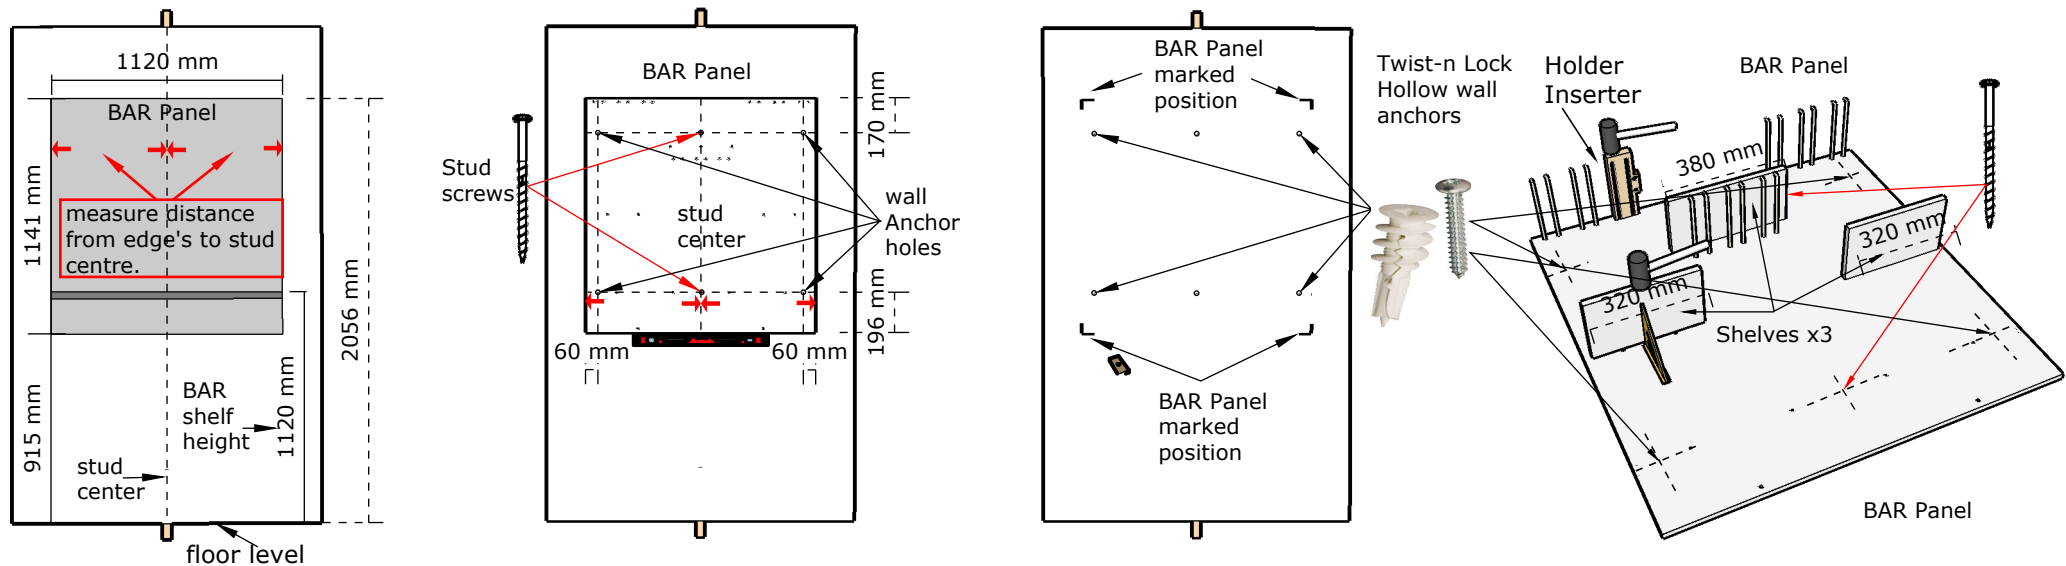 1120 mm
BAR Panel
measure distance
from edge's to stud
centre.
1141 mm
915 mm
2056 mm
1120 mm
BAR
shelf
height
stud
center
floor level
BAR Panel
170 mm
Stud
screws
stud
center
wall
Anchor
holes
196 mm
60 mm
60 mm
BAR Panel
marked
position
BAR Panel
marked
position
Twist-n Lock
Hollow wall
anchors
Holder
Inserter
BAR Panel
380 mm
320 mm
320 mm
Shelves x3
BAR Panel